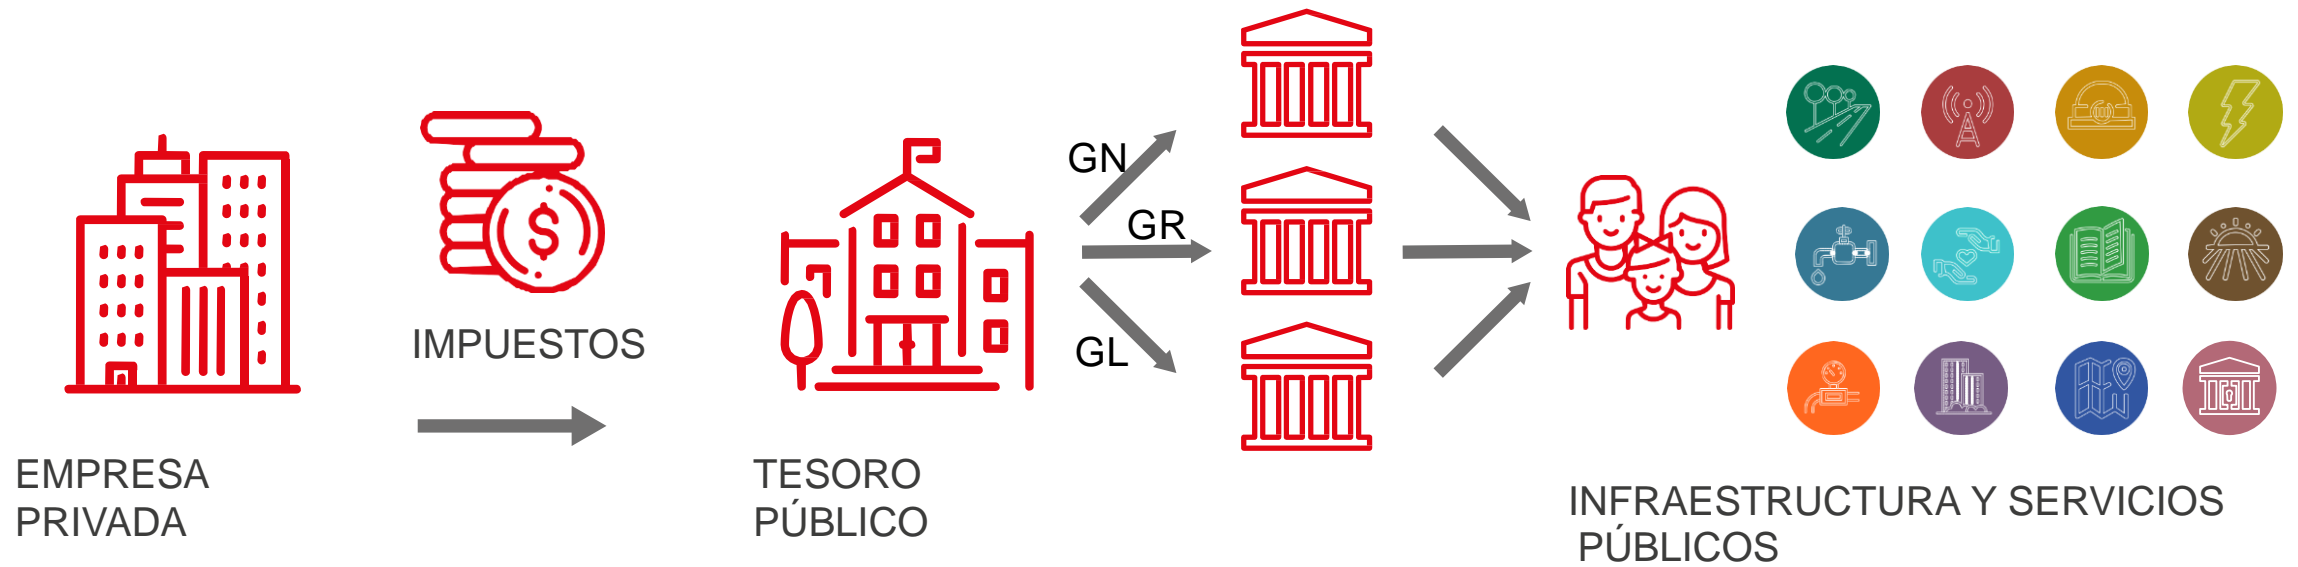 GN
GR
GL
IMPUESTOS
EMPRESA
PRIVADA
TESORO
PÚBLICO
INFRAESTRUCTURA Y SERVICIOS
PÚBLICOS